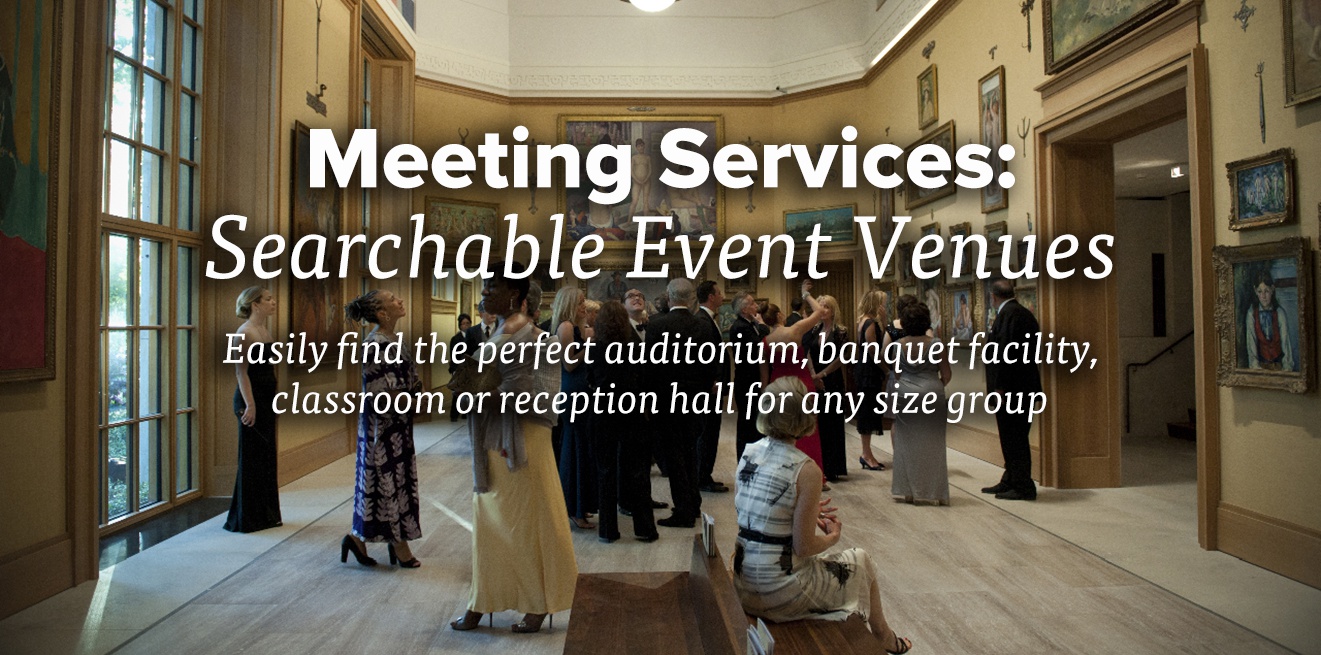 Meeting Services:
Searchable Event Venues
Easily find the perfect auditorium, banquet facility,
classroom or reception hall for any size group